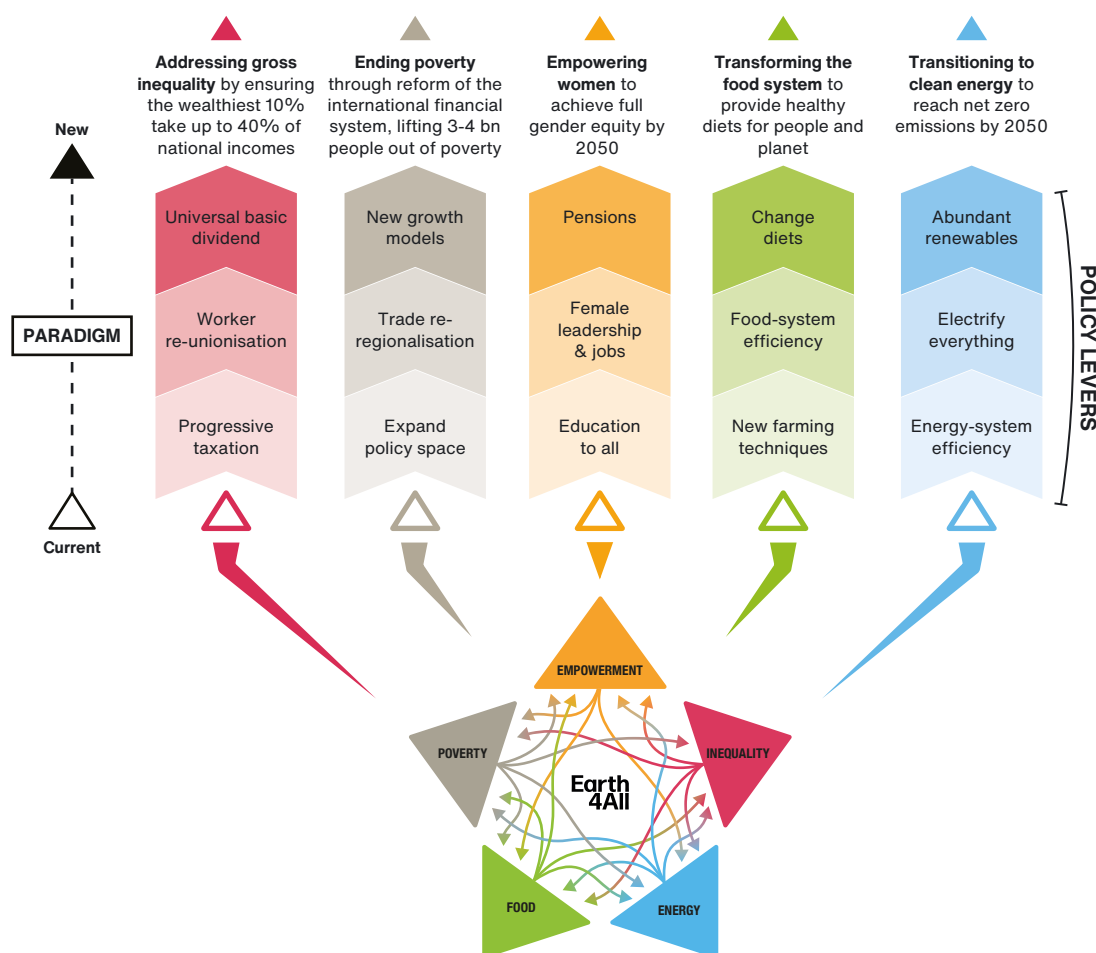 Addressing gross
inequality by ensuring
the wealthiest 10%
take up to 40% of
national incomes
Ending poverty
through reform of the
international financial
system, lifting 3-4 bn
people out of poverty
Empowering
women to
achieve full
gender equity by
2050
Transforming the
food system to
provide healthy
diets for people and
planet
Transitioning to
clean energy to
reach net zero
emissions by 2050
New
PARADIGM
Current
Universal basic
dividend
Worker
re-unionisation
Progressive
taxation
New growth
models
Trade re-
regionalisation
Expand
policy space
Pensions
Female
leadership
& jobs
Education
to all
Change
diets
Food-system
efficiency
New farming
techniques
Abundant
renewables
Electrify
everything
Energy-system
efficiency
POLICY LEVERS
EMPOWERMENT
POVERTY
INEQUALITY
Earth
4All
FOOD
ENERGY